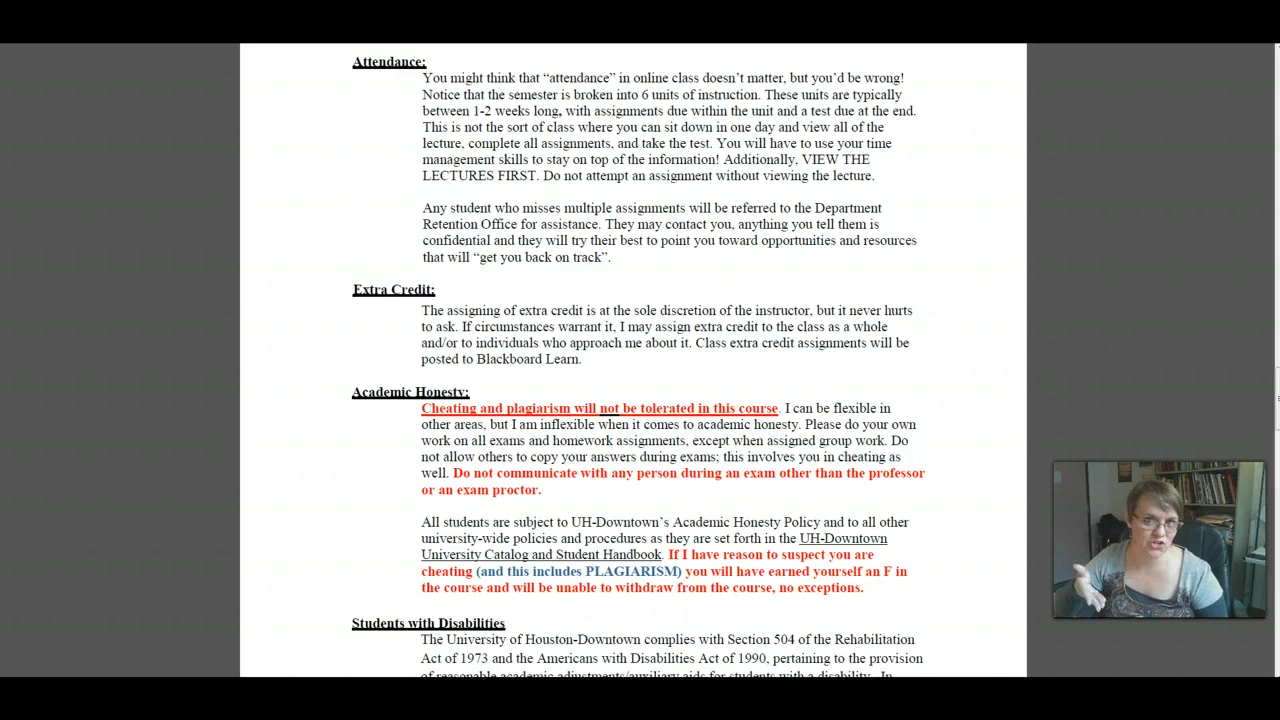 Attendance:
You might think that “attendance” in online class doesn’t matter, but you’d be wrong!
Notice that the semester is broken into 6 units of instruction. These units are typically
between 1-2 weeks long, with assignments due within the unit and a test due at the end.
This is not the sort of class where you can sit down in one day and view all of the
lecture, complete all assignments, and take the test. You will have to use your time
management skills to stay on top of the information! Additionally, VIEW THE
LECTURES FIRST. Do not attempt an assignment without viewing the lecture.
Any student who misses multiple assignments will be referred to the Department
Retention Office for assistance. They may contact you, anything you tell them is
confidential and they will try their best to point you toward opportunities and resources
that will “get you back on track”.
Extra Credit:
The assigning of extra credit is at the sole discretion of the instructor, but it never hurts
to ask. If circumstances warrant it, I may assign extra credit to the class as a whole
and/or to individuals who approach me about it. Class extra credit assignments will be
posted to Blackboard Learn.
Academic Honesty:
Cheating and plagiarism will not be tolerated in this course. I can be flexible in
other areas, but I am inflexible when it comes to academic honesty. Please do your own
work on all exams and homework assignments, except when assigned group work. Do
not allow others to copy your answers during exams; this involves you in cheating as
well. Do not communicate with any person during an exam other than the professor
or an exam proctor.
All students are subject to UH-Downtown’s Academic Honesty Policy and to all other
university-wide policies and procedures as they are set forth in the UH-Downtown
University Catalog and Student Handbook. If I have reason to suspect you are
cheating (and this includes PLAGIARISM) you will have earned yourself an F in
the course and will be unable to withdraw from the course, no exceptions.
Students with Disabilities
The University of Houston-Downtown complies with Section 504 of the Rehabilitation
Act of 1973 and the Americans with Disabilities Act of 1990, pertaining to the provision
of reasonable academic adjustments/auxiliary aids for students with a disability. In